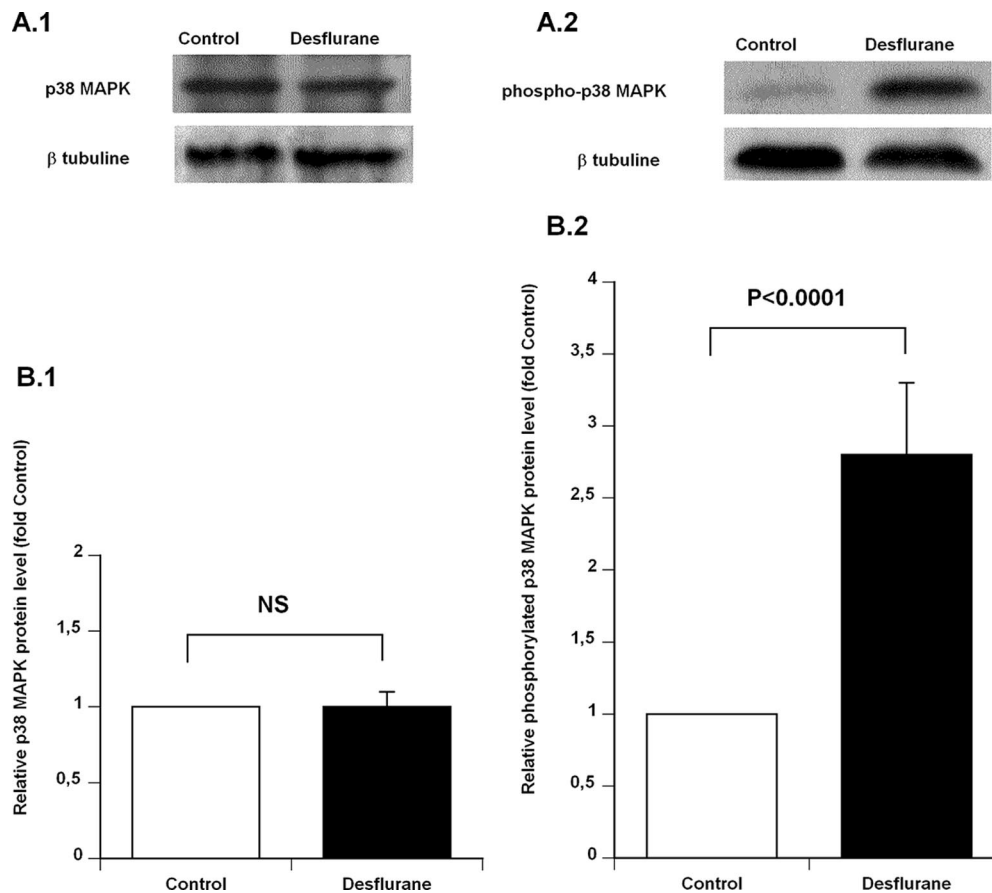 A.1
Control Desflurane
p38 MAPK
β tubuline
A.2
Control Desflurane
phospho-p38 MAPK
β tubuline
B.1
Relative p38 MAPK protein level (fold Control)
2
1,5
1
0,5
0
NS
Control Desflurane
B.2
Relative phosphorylated p38 MAPK protein level (fold Control)
4
3,5
3
2,5
2
1,5
1
0,5
0
P<0.0001
Control Desflurane